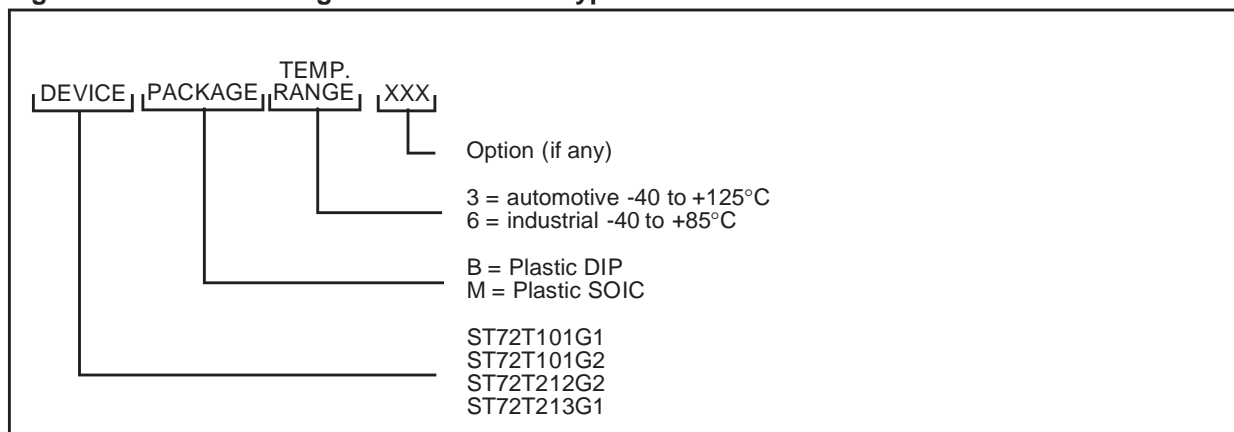 TEMP.
DEVICE PACKAGE RANGE XXX
Option (if any)
3 = automotive -40 to +125°C
6 = industrial -40 to +85°C
B = Plastic DIP
M = Plastic SOIC
ST72T101G1
ST72T101G2
ST72T212G2
ST72T213G1